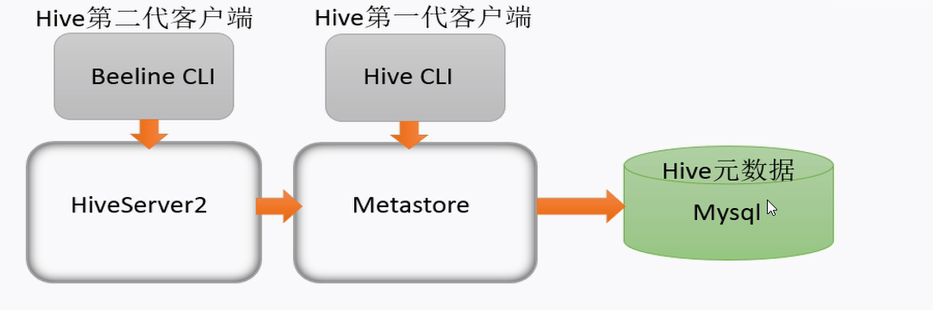 Hive第二代客户端
Hive第一代客户端
Beeline CLI
Hive CLI
HiveServer2
Metastore
Hive元数据
Mysql